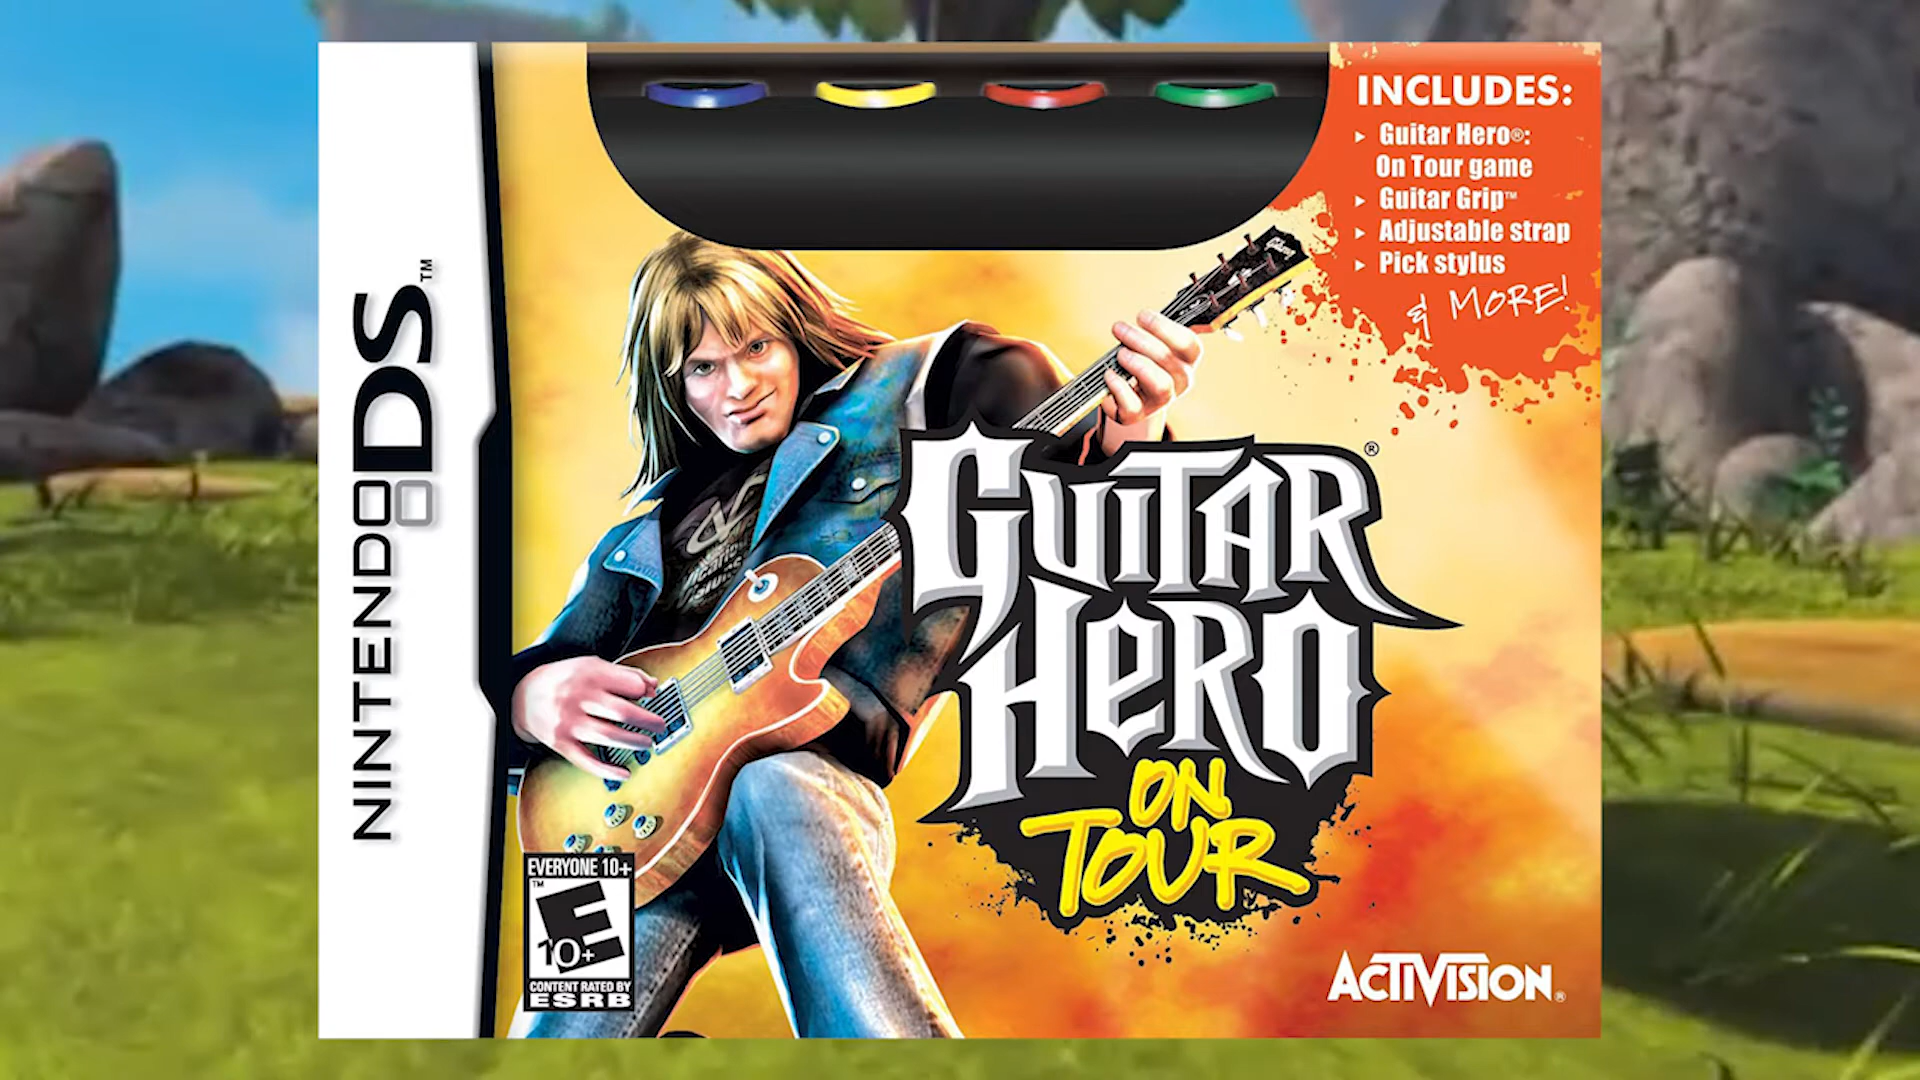 NINTENDO DS™
INCLUDES:
Guitar Hero®:
On Tour game
Guitar Grip™
Adjustable strap
Pick stylus
& MORE!
GUITAR®
HERO
ON
TOUR
EVERYONE 10+
™
E
10+
CONTENT RATED BY
ESRB
ACTIVISION®